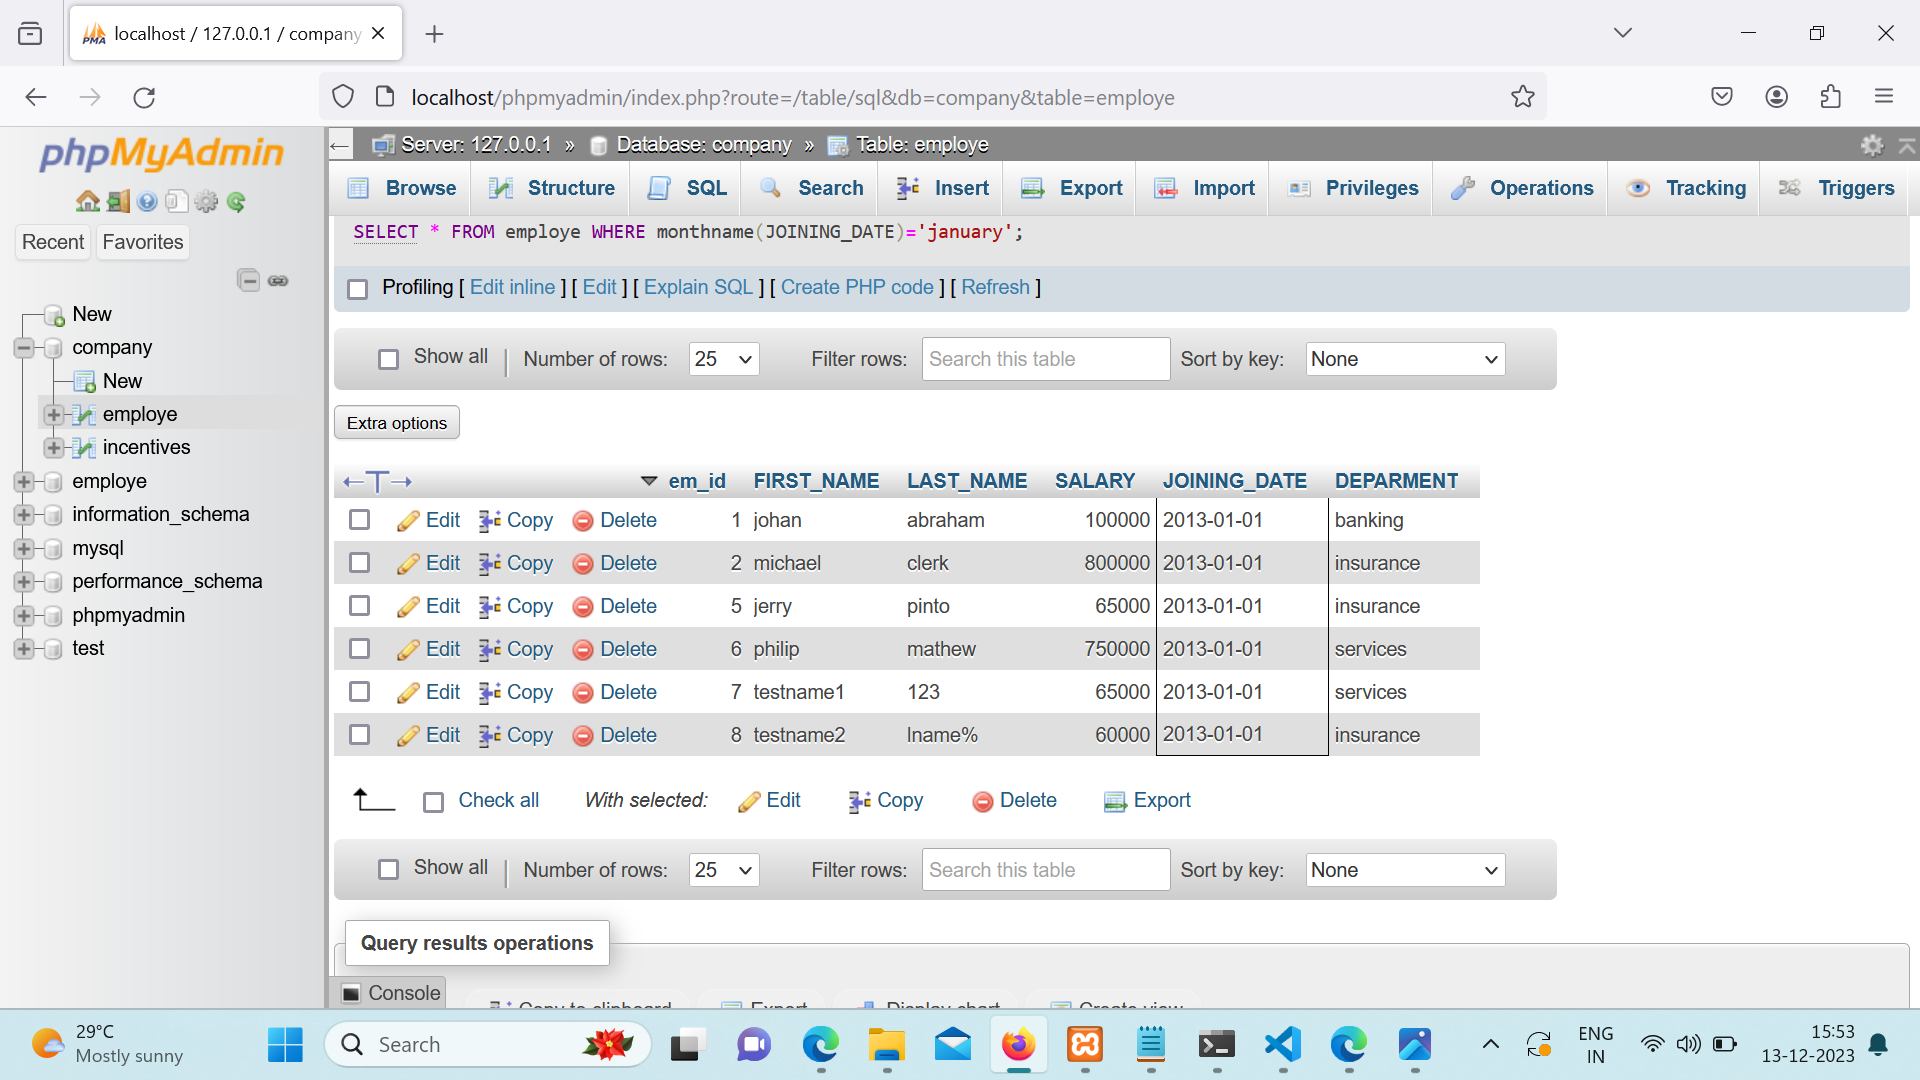 localhost / 127.0.0.1 / company
localhost/phpmyadmin/index.php?route=/table/sql&db=company&table=employe
phpMyAdmin
Recent Favorites
New
company
New
employe
incentives
employe
information_schema
mysql
performance_schema
phpmyadmin
test
Server: 127.0.0.1 » Database: company » Table: employe
Browse Structure SQL Search Insert Export Import Privileges Operations Tracking Triggers
SELECT * FROM employe WHERE monthname(JOINING_DATE)='january';
Profiling [ Edit inline ] [ Edit ] [ Explain SQL ] [ Create PHP code ] [ Refresh ]
Show all | Number of rows: 25 Filter rows: Search this table Sort by key: None
Extra options
←T→ em_id FIRST_NAME LAST_NAME SALARY JOINING_DATE DEPARMENT
Edit Copy Delete 1 johan abraham 100000 2013-01-01 banking
Edit Copy Delete 2 michael clerk 800000 2013-01-01 insurance
Edit Copy Delete 5 jerry pinto 65000 2013-01-01 insurance
Edit Copy Delete 6 philip mathew 750000 2013-01-01 services
Edit Copy Delete 7 testname1 123 65000 2013-01-01 services
Edit Copy Delete 8 testname2 lname% 60000 2013-01-01 insurance
Check all With selected: Edit Copy Delete Export
Show all | Number of rows: 25 Filter rows: Search this table Sort by key: None
Query results operations
Console
Copy to clipboard Export Display chart Create view
29°C
Mostly sunny
Search
ENG
IN
15:53
13-12-2023